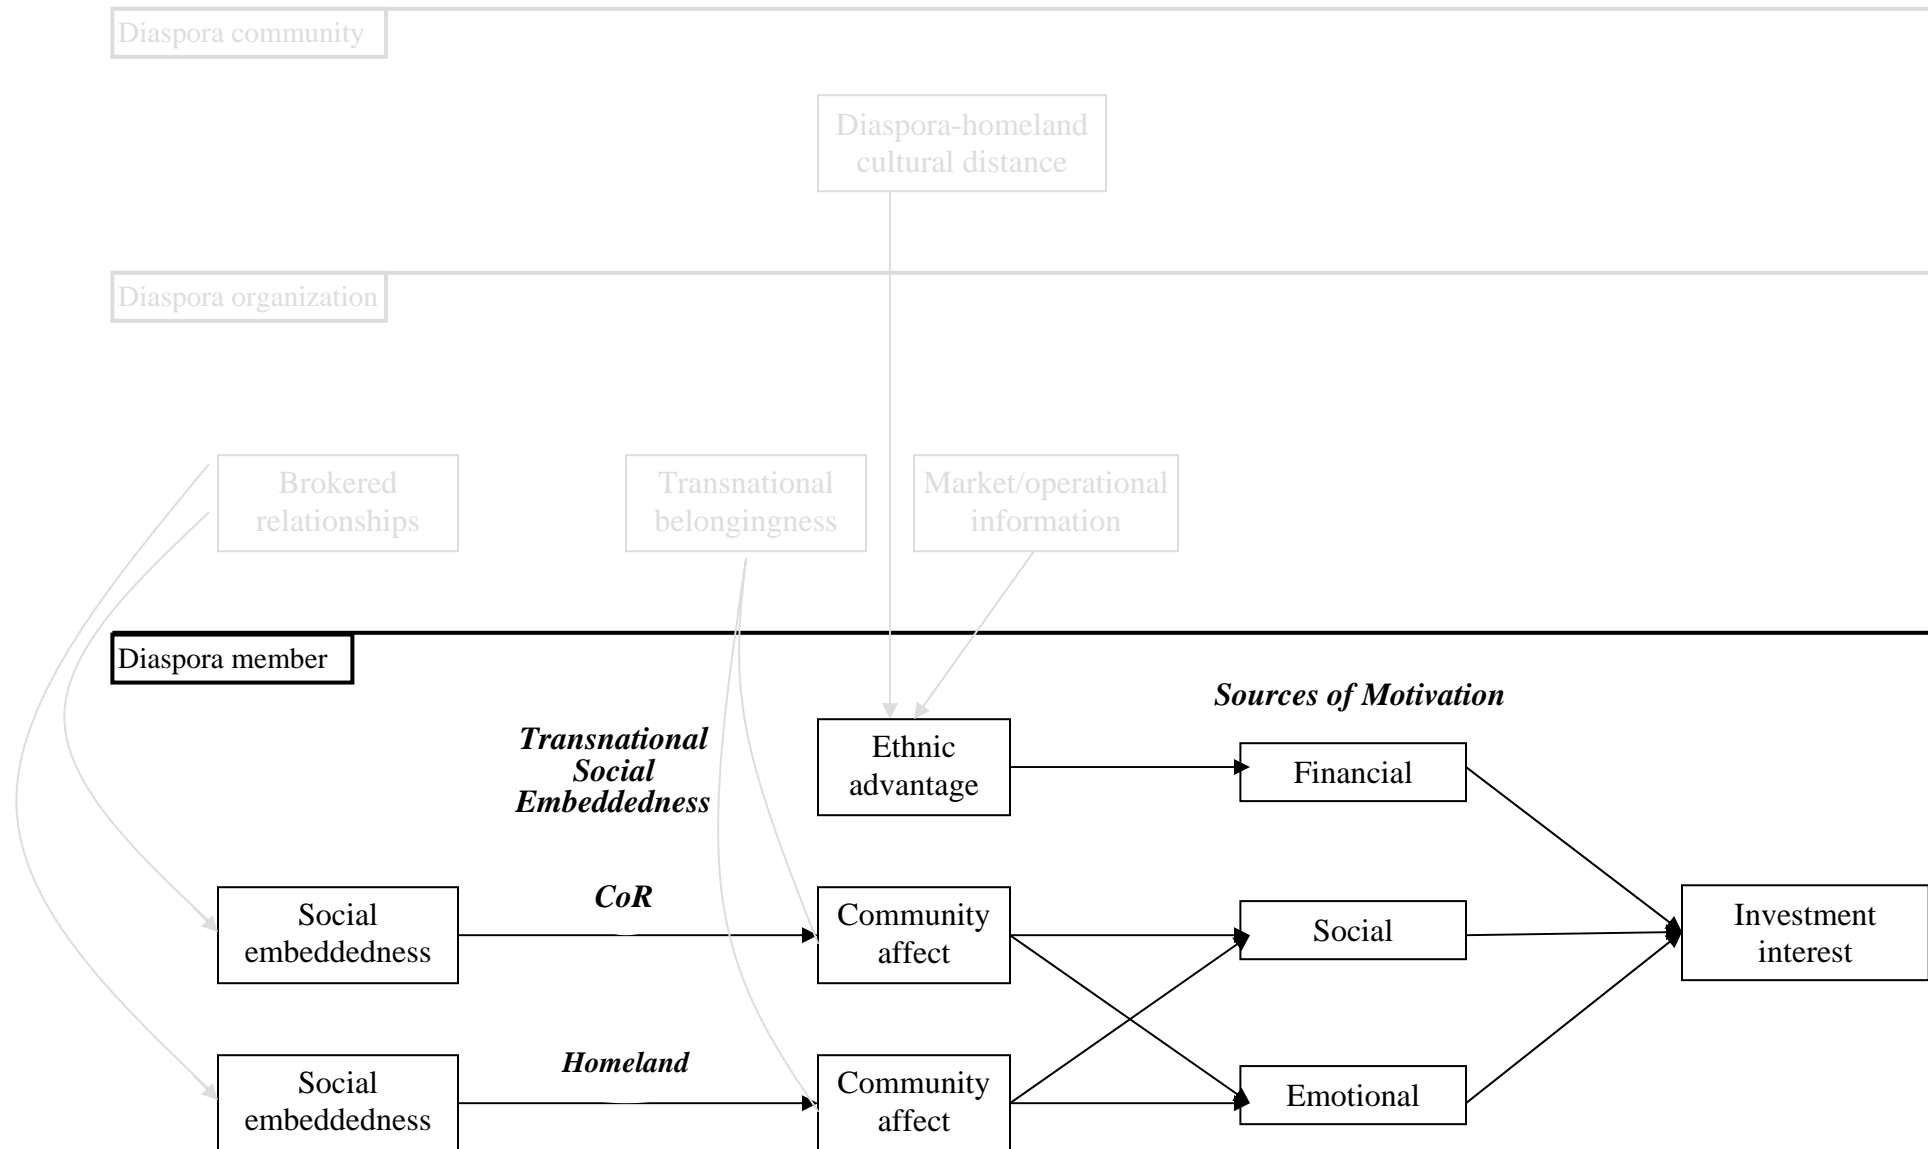 Diaspora community
Diaspora-homeland
cultural distance
Diaspora organization
Brokered
relationships
Transnational
belongingness
Market/operational
information
Diaspora member
Sources of Motivation
Transnational
Social
Embeddedness
Ethnic
advantage
Financial
Social
embeddedness
CoR
Community
affect
Social
Investment
interest
Social
embeddedness
Homeland
Community
affect
Emotional